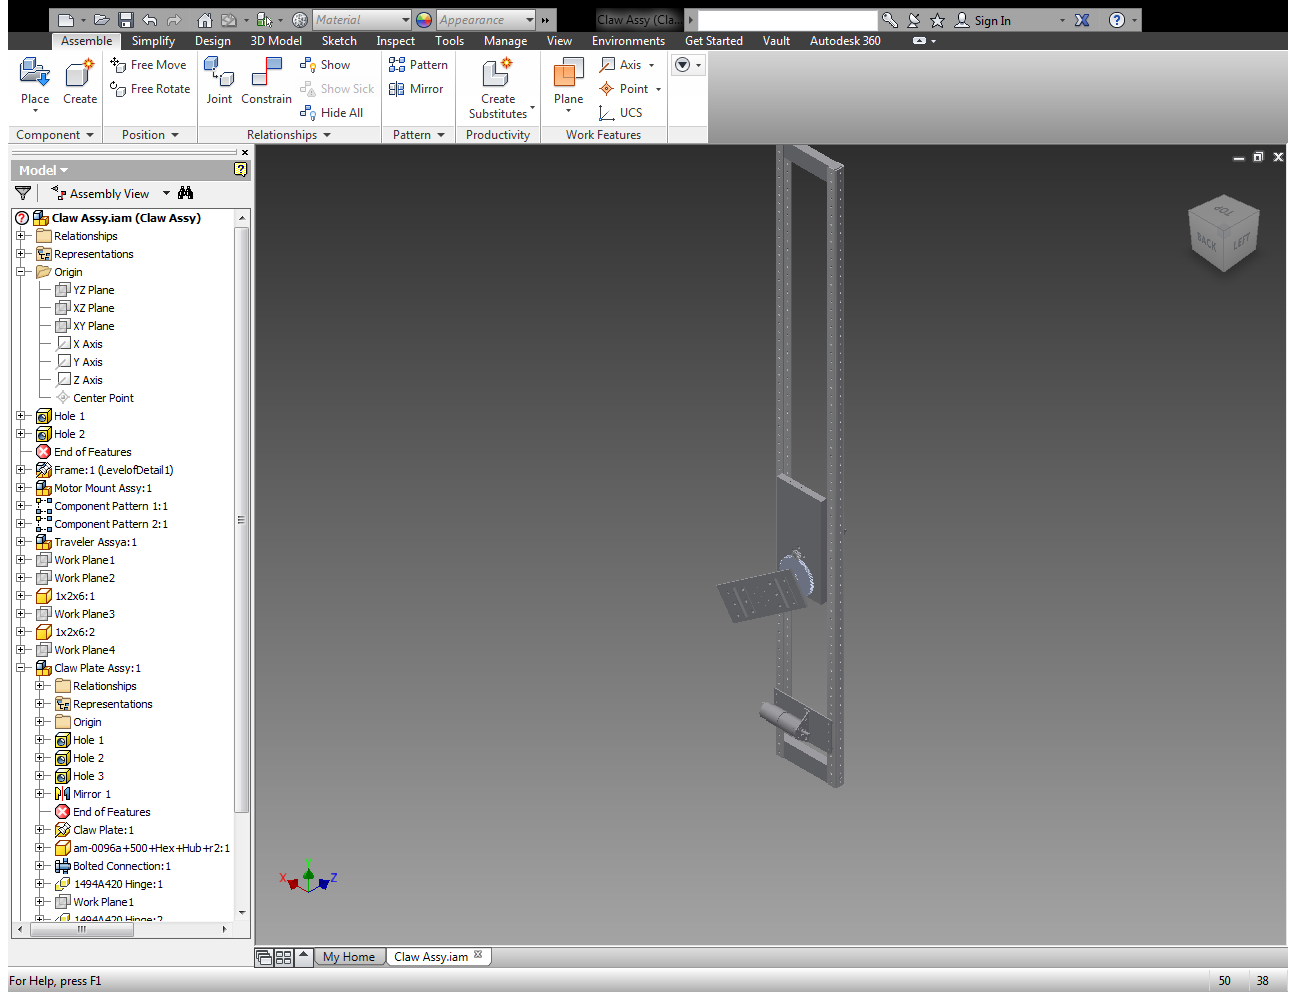 Material
Appearance
Claw Assy (Cla...
Sign In
Assemble Simplify Design 3D Model Sketch Inspect Tools Manage View Environments Get Started Vault Autodesk 360
Place
Create
Component
Free Move
Free Rotate
Position
Joint
Constrain
Show
Show Sick
Hide All
Relationships
Pattern
Mirror
Pattern
Create
Substitutes
Productivity
Plane
Axis
Point
UCS
Work Features
Model
Assembly View
Claw Assy.iam (Claw Assy)
Relationships
Representations
Origin
YZ Plane
XZ Plane
XY Plane
X Axis
Y Axis
Z Axis
Center Point
Hole 1
Hole 2
End of Features
Frame:1 (LevelofDetail1)
Motor Mount Assy:1
Component Pattern 1:1
Component Pattern 2:1
Traveler Assya:1
Work Plane1
Work Plane2
1x2x6:1
Work Plane3
1x2x6:2
Work Plane4
Claw Plate Assy:1
Relationships
Representations
Origin
Hole 1
Hole 2
Hole 3
Mirror 1
End of Features
Claw Plate:1
am-0096a+500+Hex+Hub+r2:1
Bolted Connection:1
1494A420 Hinge:1
Work Plane1
1494A420 Hinge:2
TOP
BACK
LEFT
X
Y
Z
My Home
Claw Assy.iam
For Help, press F1
50
38